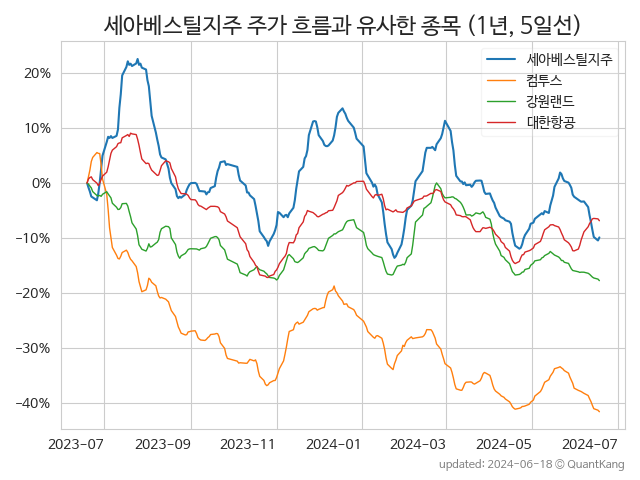 세아베스틸지주 주가 흐름과 유사한 종목 (1년, 5일선)
세아베스틸지주
컴투스
강원랜드
대한항공
20%
10%
0%
−10%
−20%
−30%
−40%
2023-07 2023-09 2023-11 2024-01 2024-03 2024-05 2024-07
updated: 2024-06-18 © QuantKang